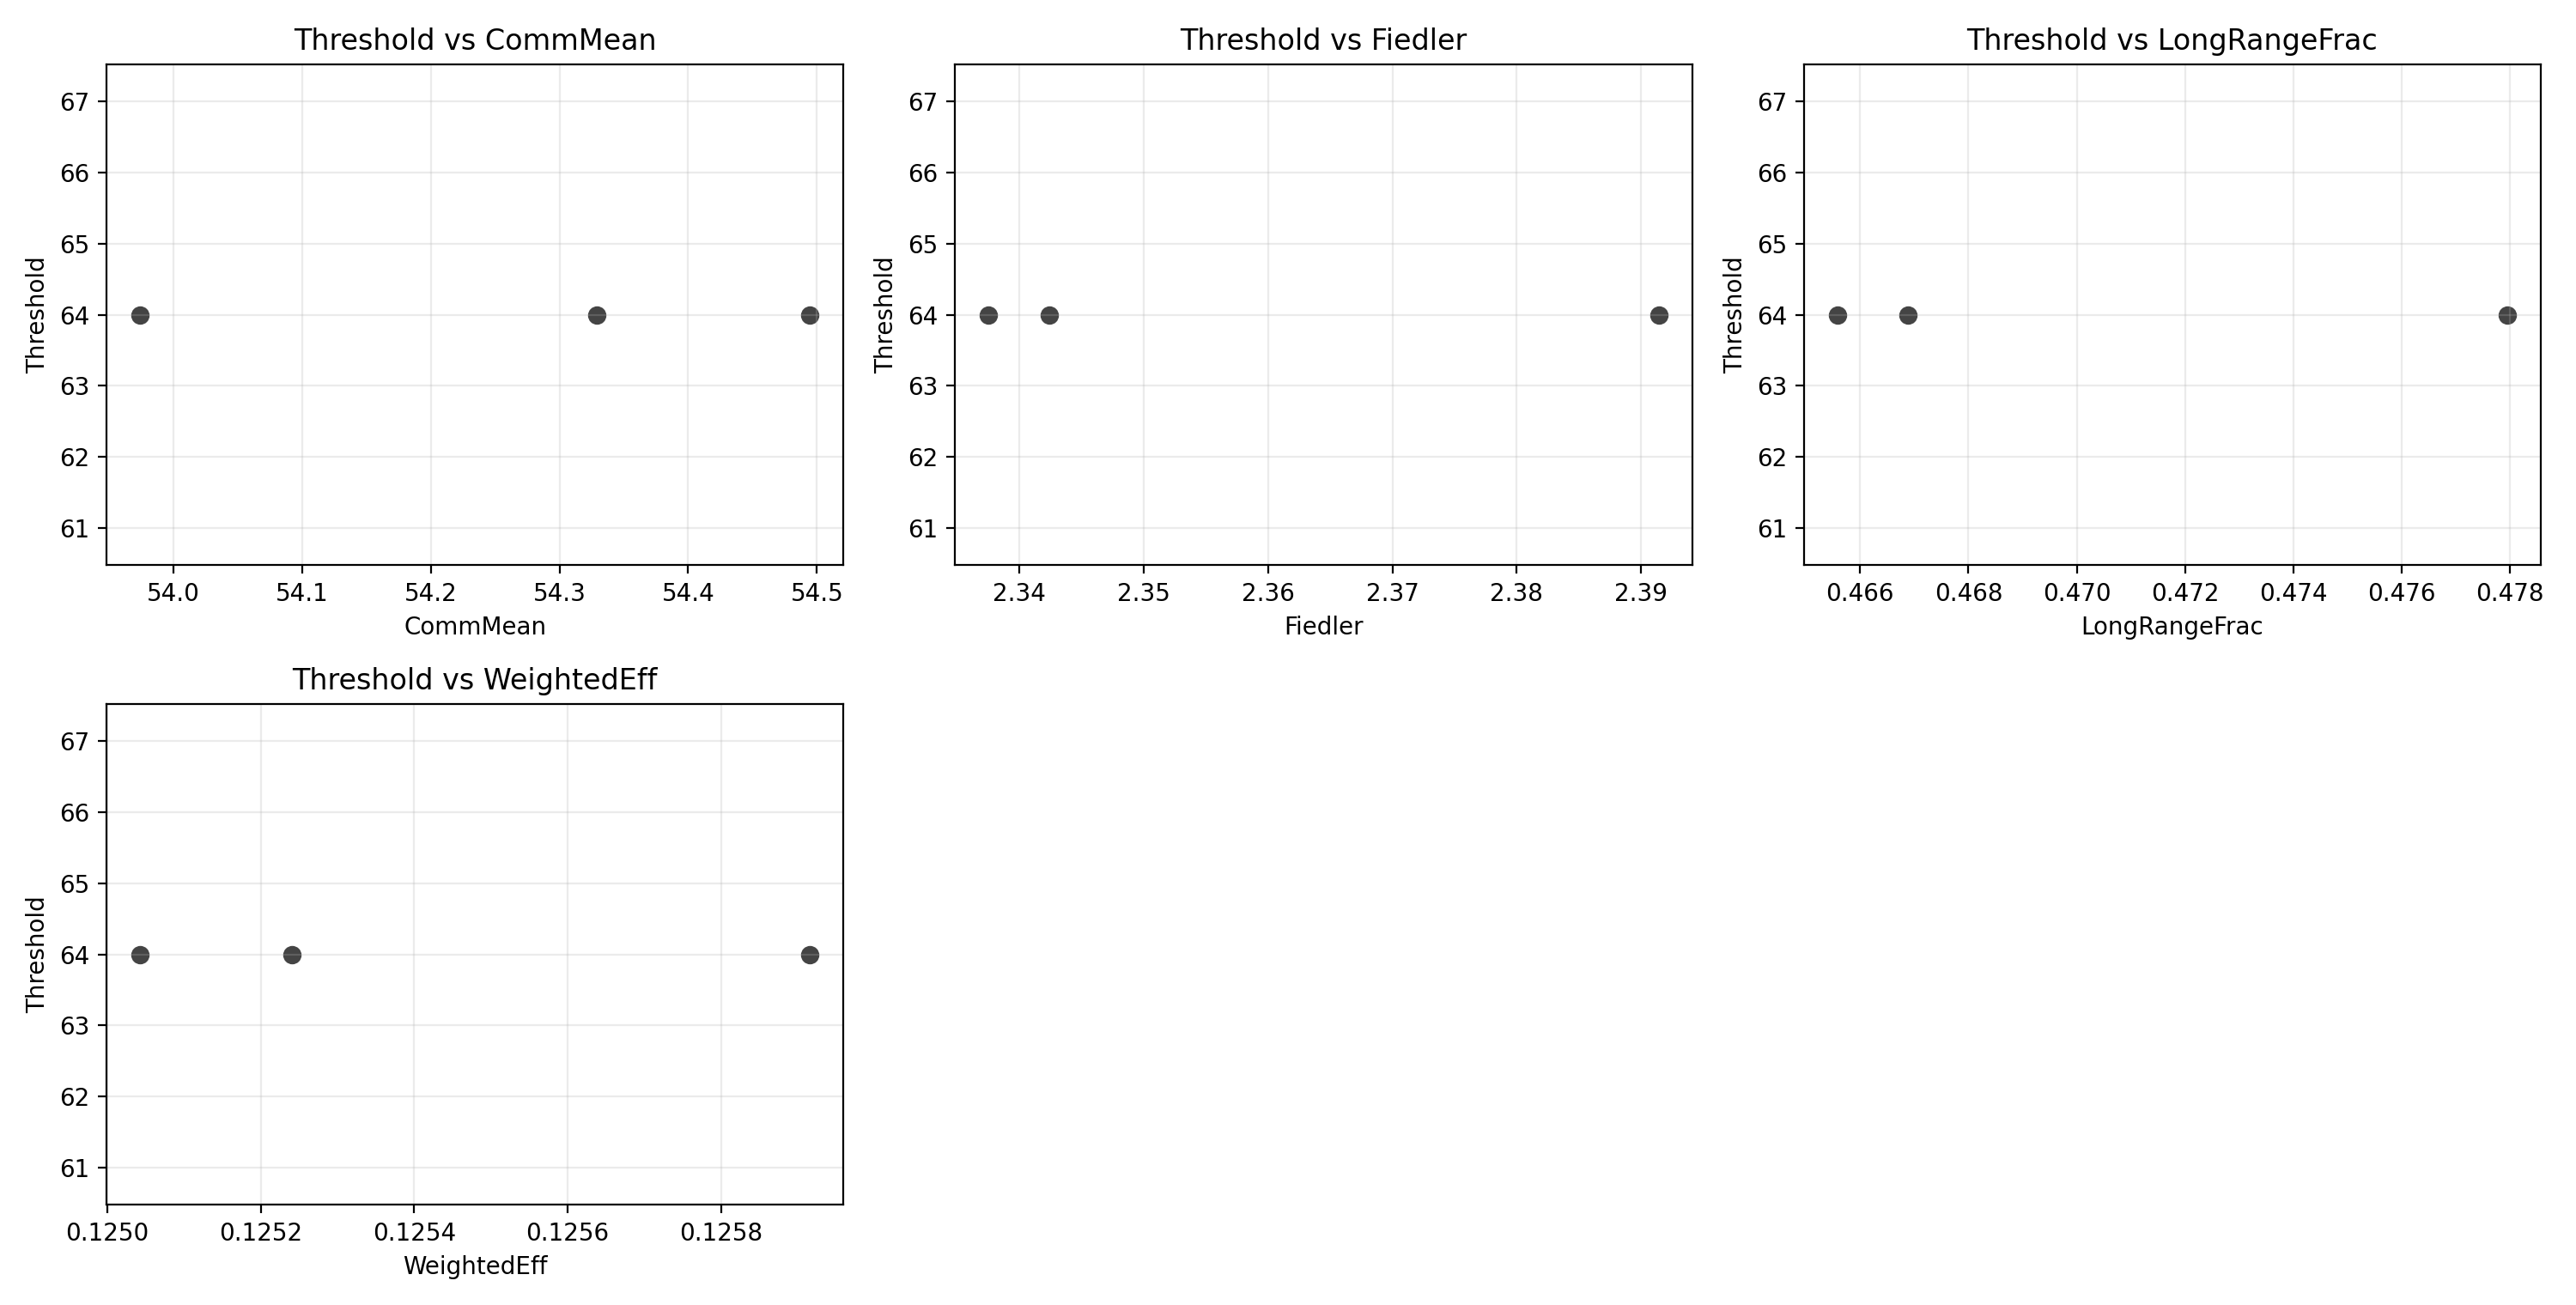 Threshold vs CommMean
Threshold
67
66
65
64
63
62
61
54.0 54.1 54.2 54.3 54.4 54.5
CommMean
Threshold vs Fiedler
Threshold
67
66
65
64
63
62
61
2.34 2.35 2.36 2.37 2.38 2.39
Fiedler
Threshold vs LongRangeFrac
Threshold
67
66
65
64
63
62
61
0.466 0.468 0.470 0.472 0.474 0.476 0.478
LongRangeFrac
Threshold vs WeightedEff
Threshold
67
66
65
64
63
62
61
0.1250 0.1252 0.1254 0.1256 0.1258
WeightedEff